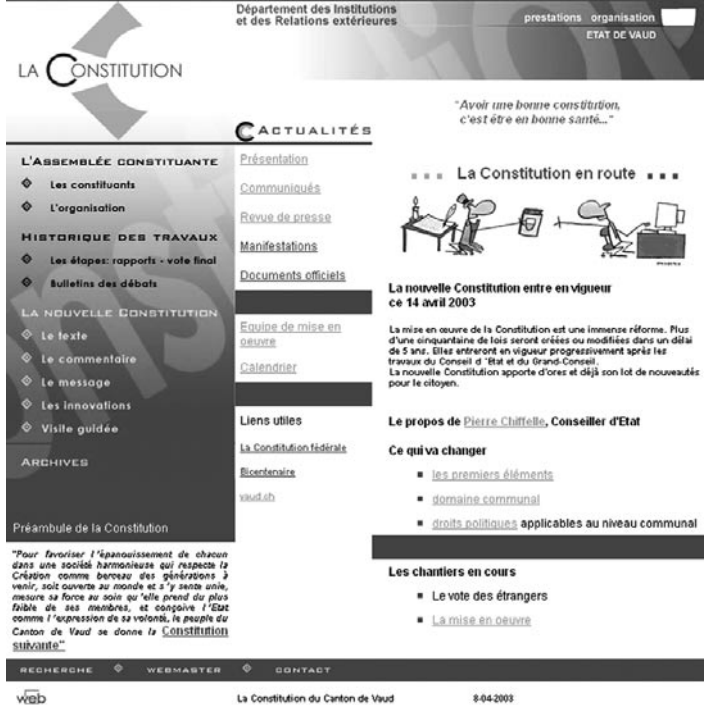 Département des Institutions
et des Relations extérieures
prestations organisation
ETAT DE VAUD
LA CONSTITUTION
"Avoir une bonne constitution,
c'est être en bonne santé..."
ACTUALITÉS
L'ASSEMBLÉE CONSTITUANTE
Les constituants
L'organisation
HISTORIQUE DES TRAVAUX
Les étapes: rapports - vote final
Bulletins des débats
LA NOUVELLE CONSTITUTION
Le texte
Le commentaire
Le message
Les innovations
Visite guidée
ARCHIVES
Préambule de la Constitution
"Pour favoriser l'épanouissement de chacun
dans une société harmonieuse qui respecte la
Création comme berceau des générations à
venir, soit ouverte au monde et s'y sente unie,
mesure sa force au soin qu'elle prend du plus
faible de ses membres, et conçoive l'Etat
comme l'expression de sa volonté, le peuple du
Canton de Vaud se donne la Constitution
suivante"
Présentation
Communiqués
Revue de presse
Manifestations
Documents officiels
Equipe de mise en
oeuvre
Calendrier
Liens utiles
La Constitution fédérale
Bicentenaire
vaud.ch
La Constitution en route
La nouvelle Constitution entre en vigueur
ce 14 avril 2003
La mise en œuvre de la Constitution est une immense réforme. Plus
d'une cinquantaine de lois seront créées ou modifiées dans un délai
de 5 ans. Elles entreront en vigueur progressivement après les
travaux du Conseil d 'Etat et du Grand-Conseil.
La nouvelle Constitution apporte d'ores et déjà son lot de nouveautés
pour le citoyen.
Le propos de Pierre Chiffelle, Conseiller d'Etat
Ce qui va changer
les premiers éléments
domaine communal
droits politiques applicables au niveau communal
Les chantiers en cours
Le vote des étrangers
La mise en oeuvre
RECHERCHE WEBMASTER CONTACT
web La Constitution du Canton de Vaud 8-04-2003